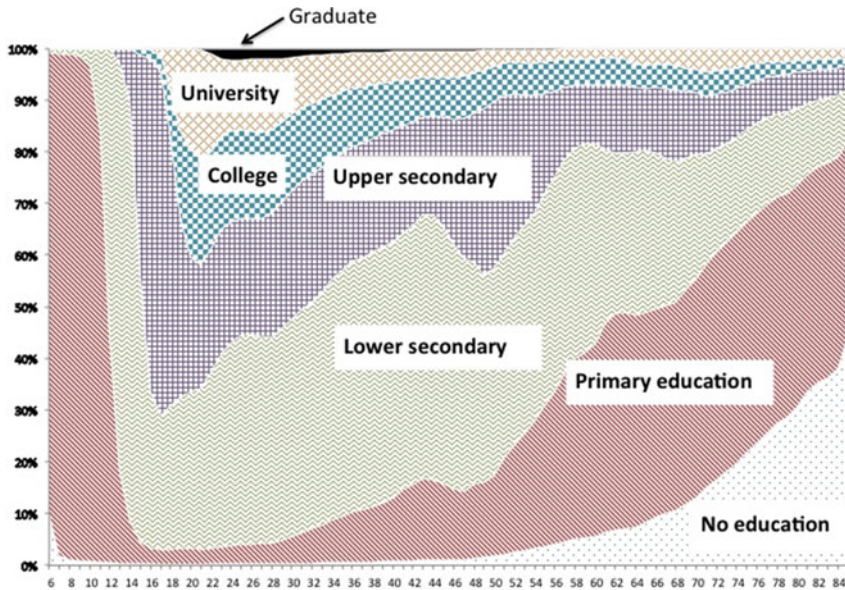 Graduate
100%
90%
80%
70%
60%
50%
40%
30%
20%
10%
0%
University
College
Upper secondary
Lower secondary
Primary education
No education
6 8 10 12 14 16 18 20 22 24 26 28 30 32 34 36 38 40 42 44 46 48 50 52 54 56 58 60 62 64 66 68 70 72 74 76 78 80 82 84